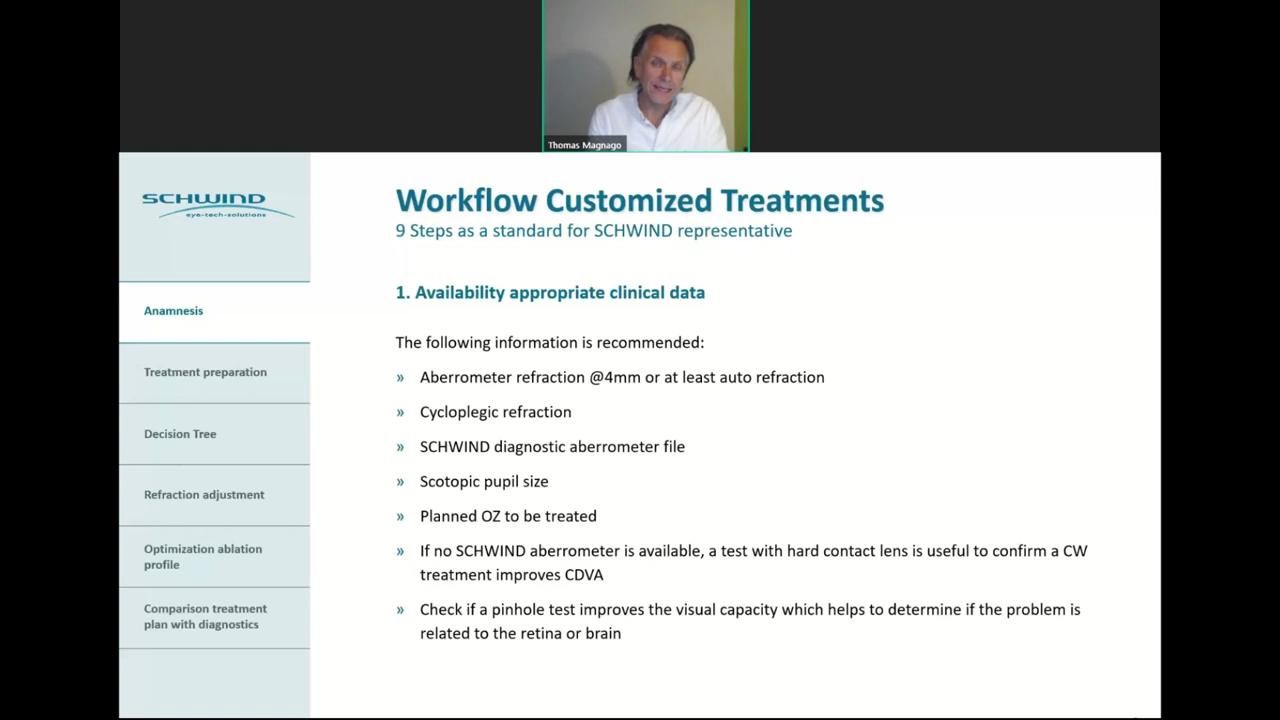 Thomas Magnago
SCHWIND
eye-tech-solutions
Workflow Customized Treatments
9 Steps as a standard for SCHWIND representative
Anamnesis
Treatment preparation
Decision Tree
Refraction adjustment
Optimization ablation
profile
Comparison treatment
plan with diagnostics
1. Availability appropriate clinical data
The following information is recommended:
» Aberrometer refraction @4mm or at least auto refraction
» Cycloplegic refraction
» SCHWIND diagnostic aberrometer file
» Scotopic pupil size
» Planned OZ to be treated
» If no SCHWIND aberrometer is available, a test with hard contact lens is useful to confirm a CW
treatment improves CDVA
» Check if a pinhole test improves the visual capacity which helps to determine if the problem is
related to the retina or brain